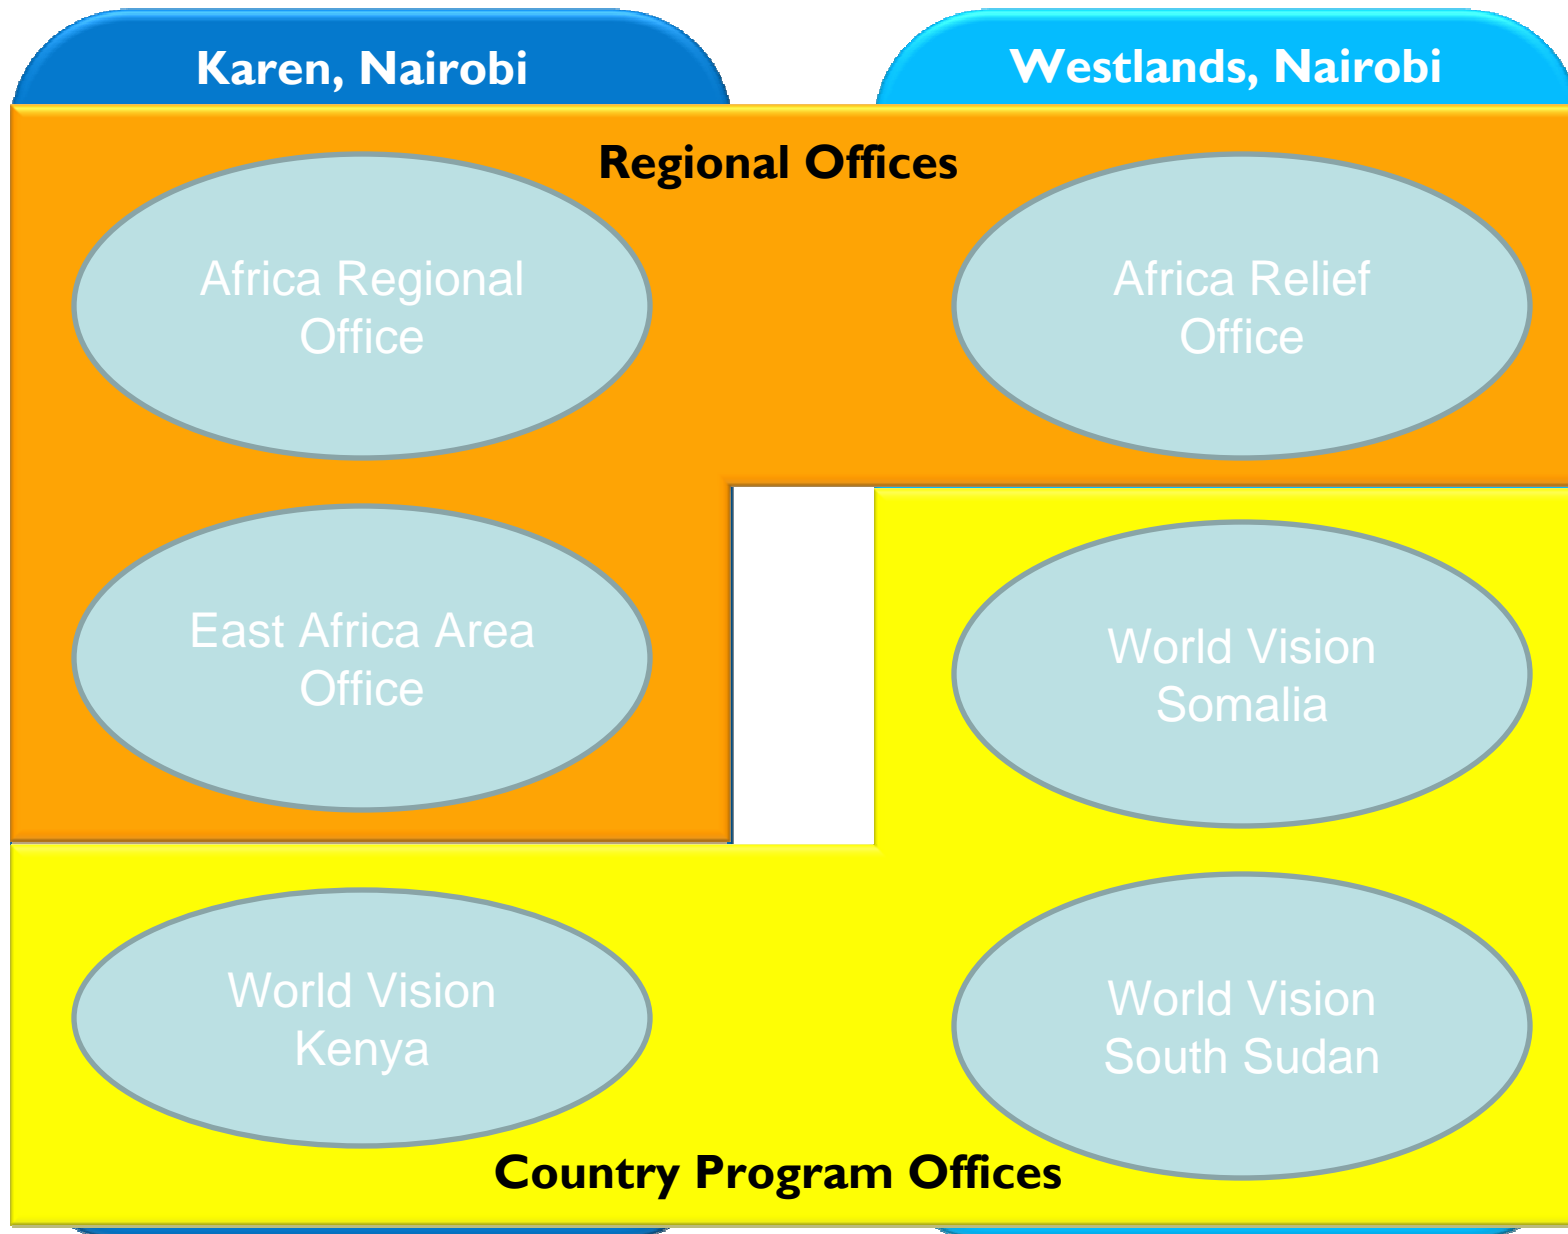 Karen, Nairobi
Westlands, Nairobi
Regional Offices
Africa Regional
Office
Africa Relief
Office
East Africa Area
Office
World Vision
Somalia
World Vision
Kenya
World Vision
South Sudan
Country Program Offices